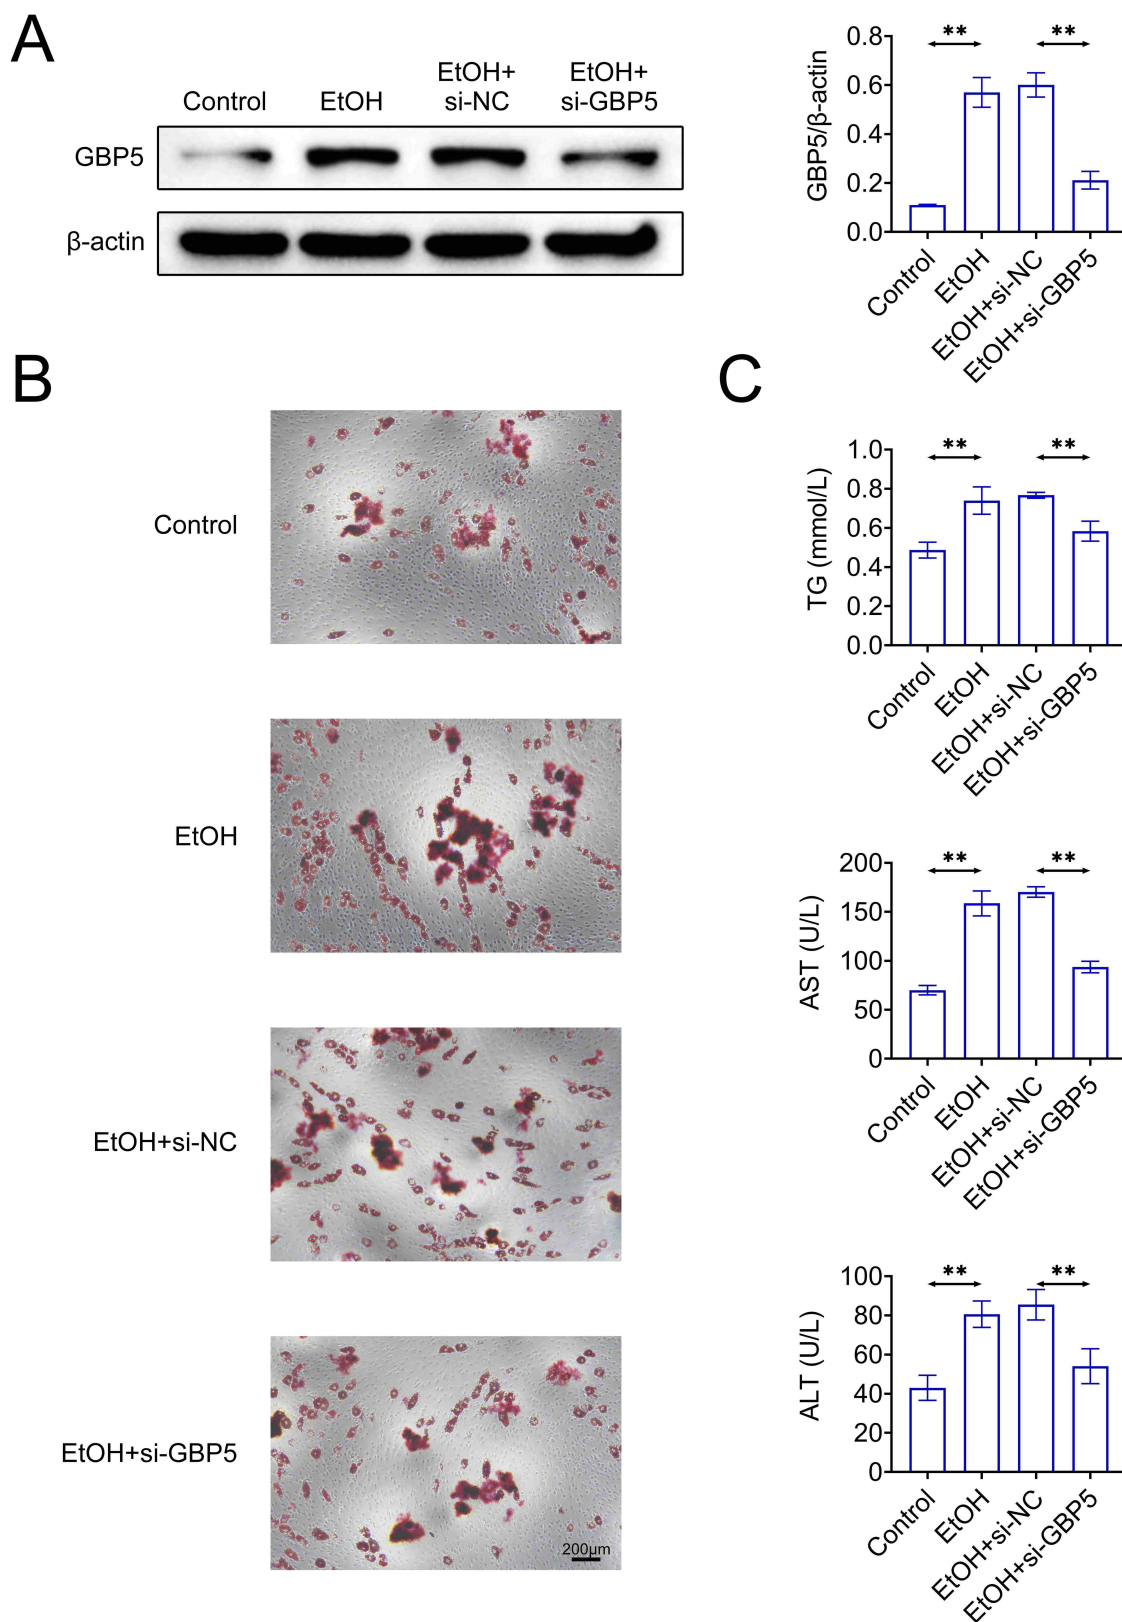 A
Control
EtOH
EtOH+
si-NC
EtOH+
si-GBP5
GBP5
β-actin
GBP5/β-actin
0.8
0.6
0.4
0.2
0.0
**
**
Control
EtOH
EtOH+si-NC
EtOH+si-GBP5
B
Control
EtOH
EtOH+si-NC
EtOH+si-GBP5
200μm
C
TG (mmol/L)
1.0
0.8
0.6
0.4
0.2
0.0
**
**
Control
EtOH
EtOH+si-NC
EtOH+si-GBP5
AST (U/L)
200
150
100
50
0
**
**
Control
EtOH
EtOH+si-NC
EtOH+si-GBP5
ALT (U/L)
100
80
60
40
20
0
**
**
Control
EtOH
EtOH+si-NC
EtOH+si-GBP5